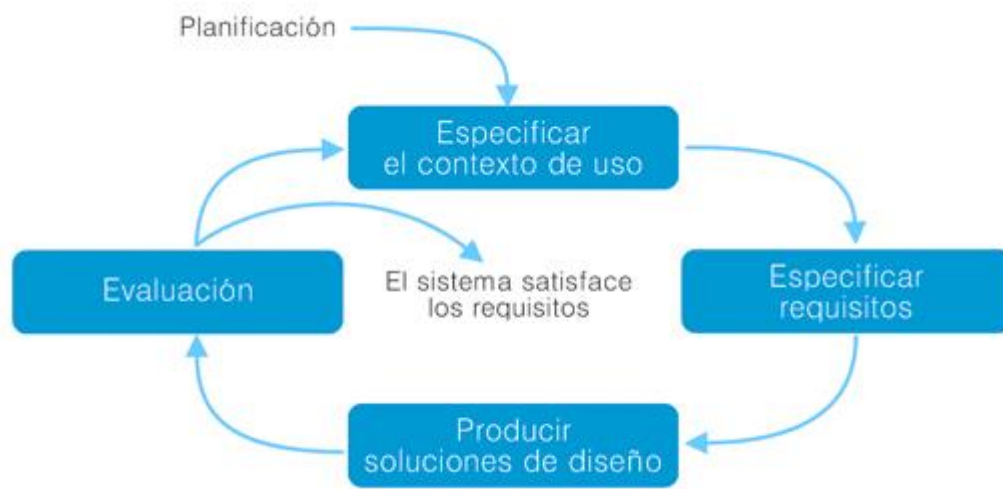 Planificación
Especificar
el contexto de uso
Evaluación
El sistema satisface
los requisitos
Especificar
requisitos
Producir
soluciones de diseño